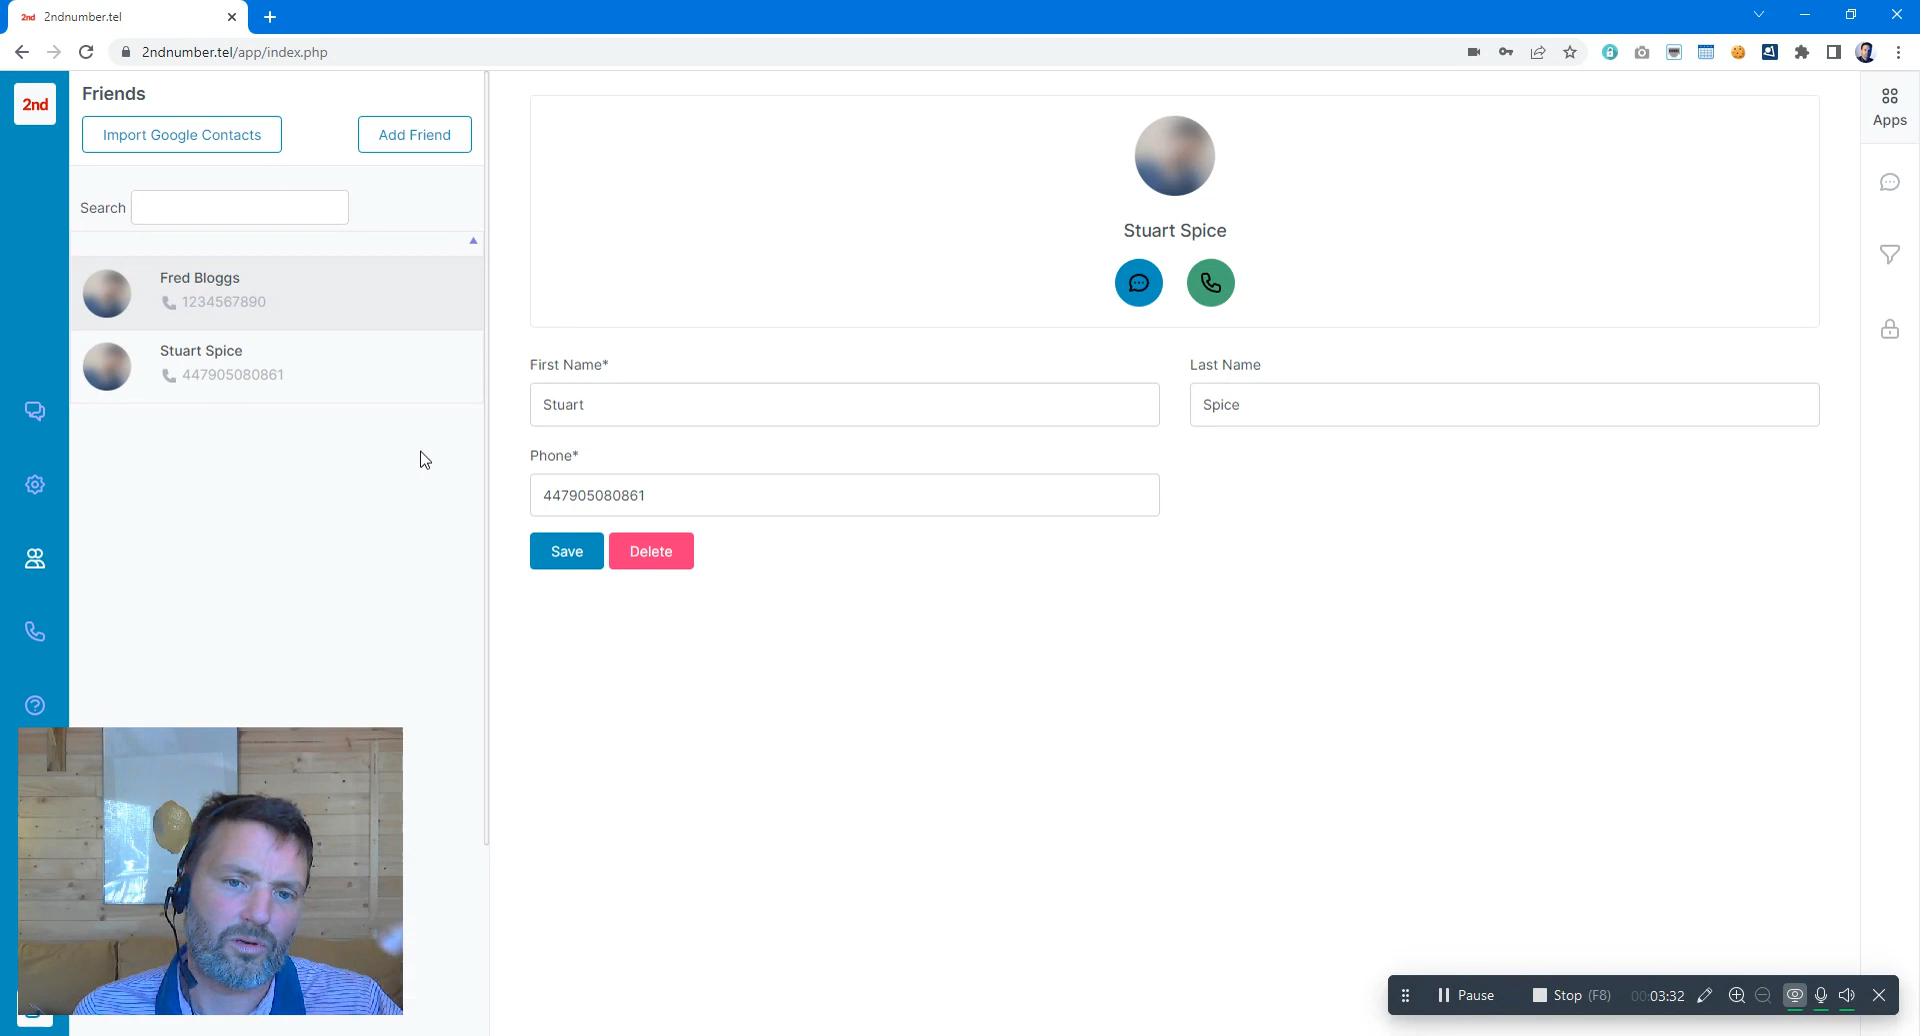 2nd 2ndnumber.tel
2ndnumber.tel/app/index.php
2nd
Friends
Import Google Contacts
Add Friend
Search
Fred Bloggs
1234567890
Stuart Spice
447905080861
Stuart Spice
First Name*
Last Name
Stuart
Spice
Phone*
447905080861
Save
Delete
Apps
Pause
Stop (F8)
00:03:32